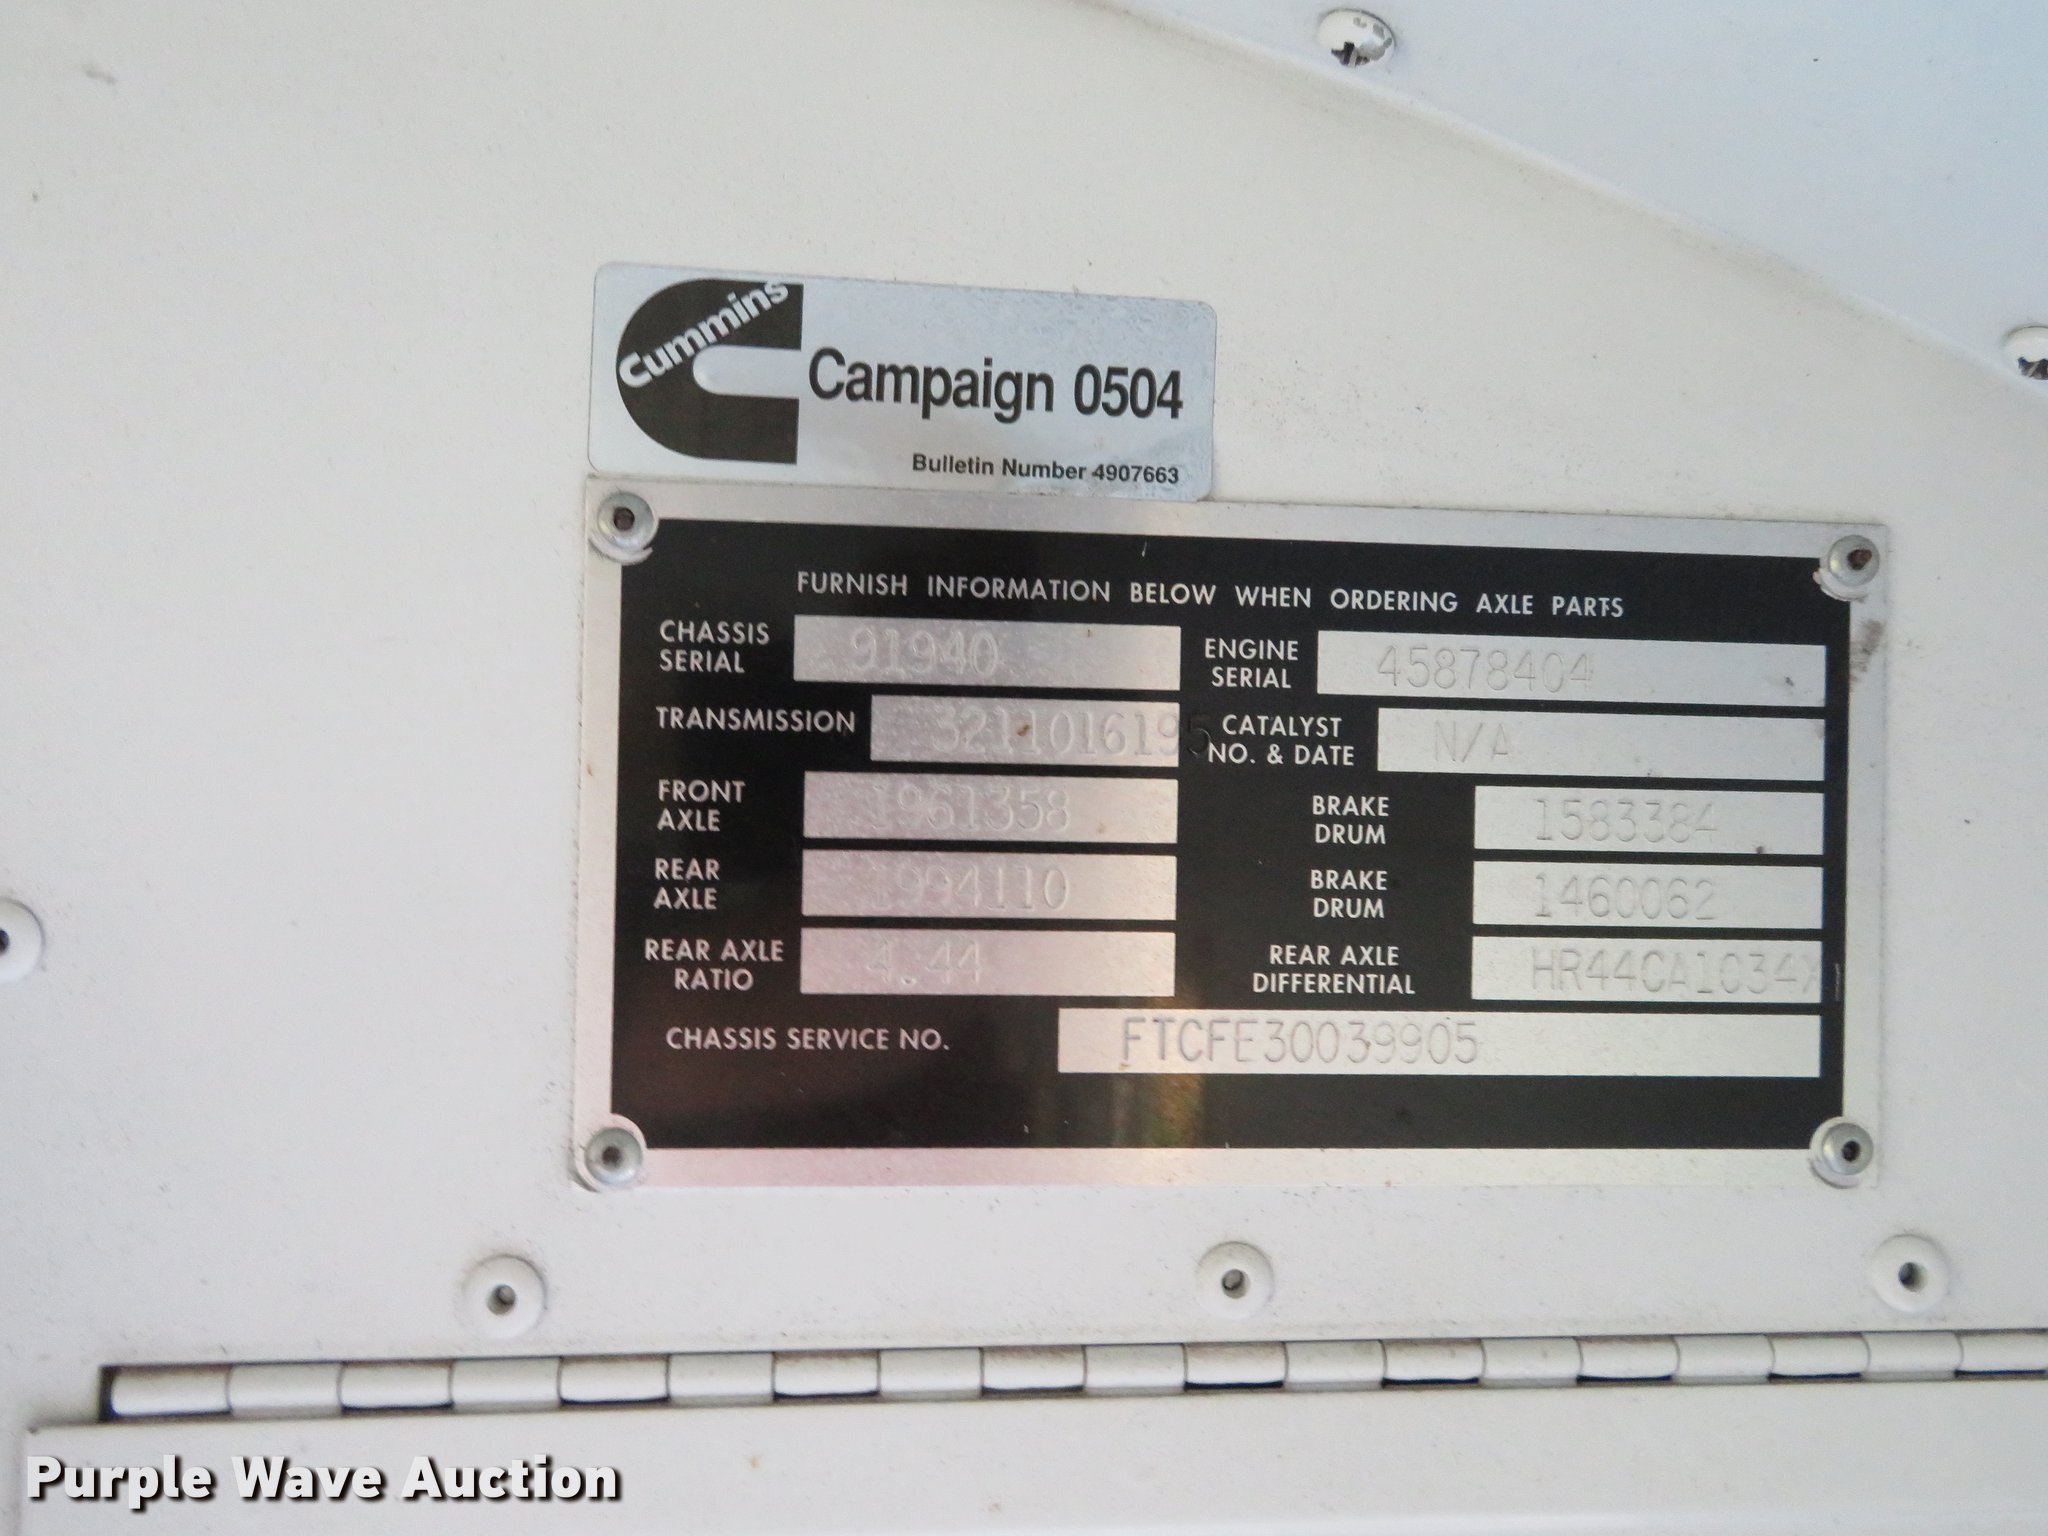 Cummins
Campaign 0504
Bulletin Number 4907663
FURNISH INFORMATION BELOW WHEN ORDERING AXLE PARTS
CHASSIS SERIAL 91940
ENGINE SERIAL 45878404
TRANSMISSION 3211016195
CATALYST NO. & DATE N/A
FRONT AXLE 1961358
BRAKE DRUM 1583384
REAR AXLE 1994110
BRAKE DRUM 1460062
REAR AXLE RATIO 4.44
REAR AXLE DIFFERENTIAL HR44CA1034X
CHASSIS SERVICE NO. FTCFE30039905
Purple Wave Auction